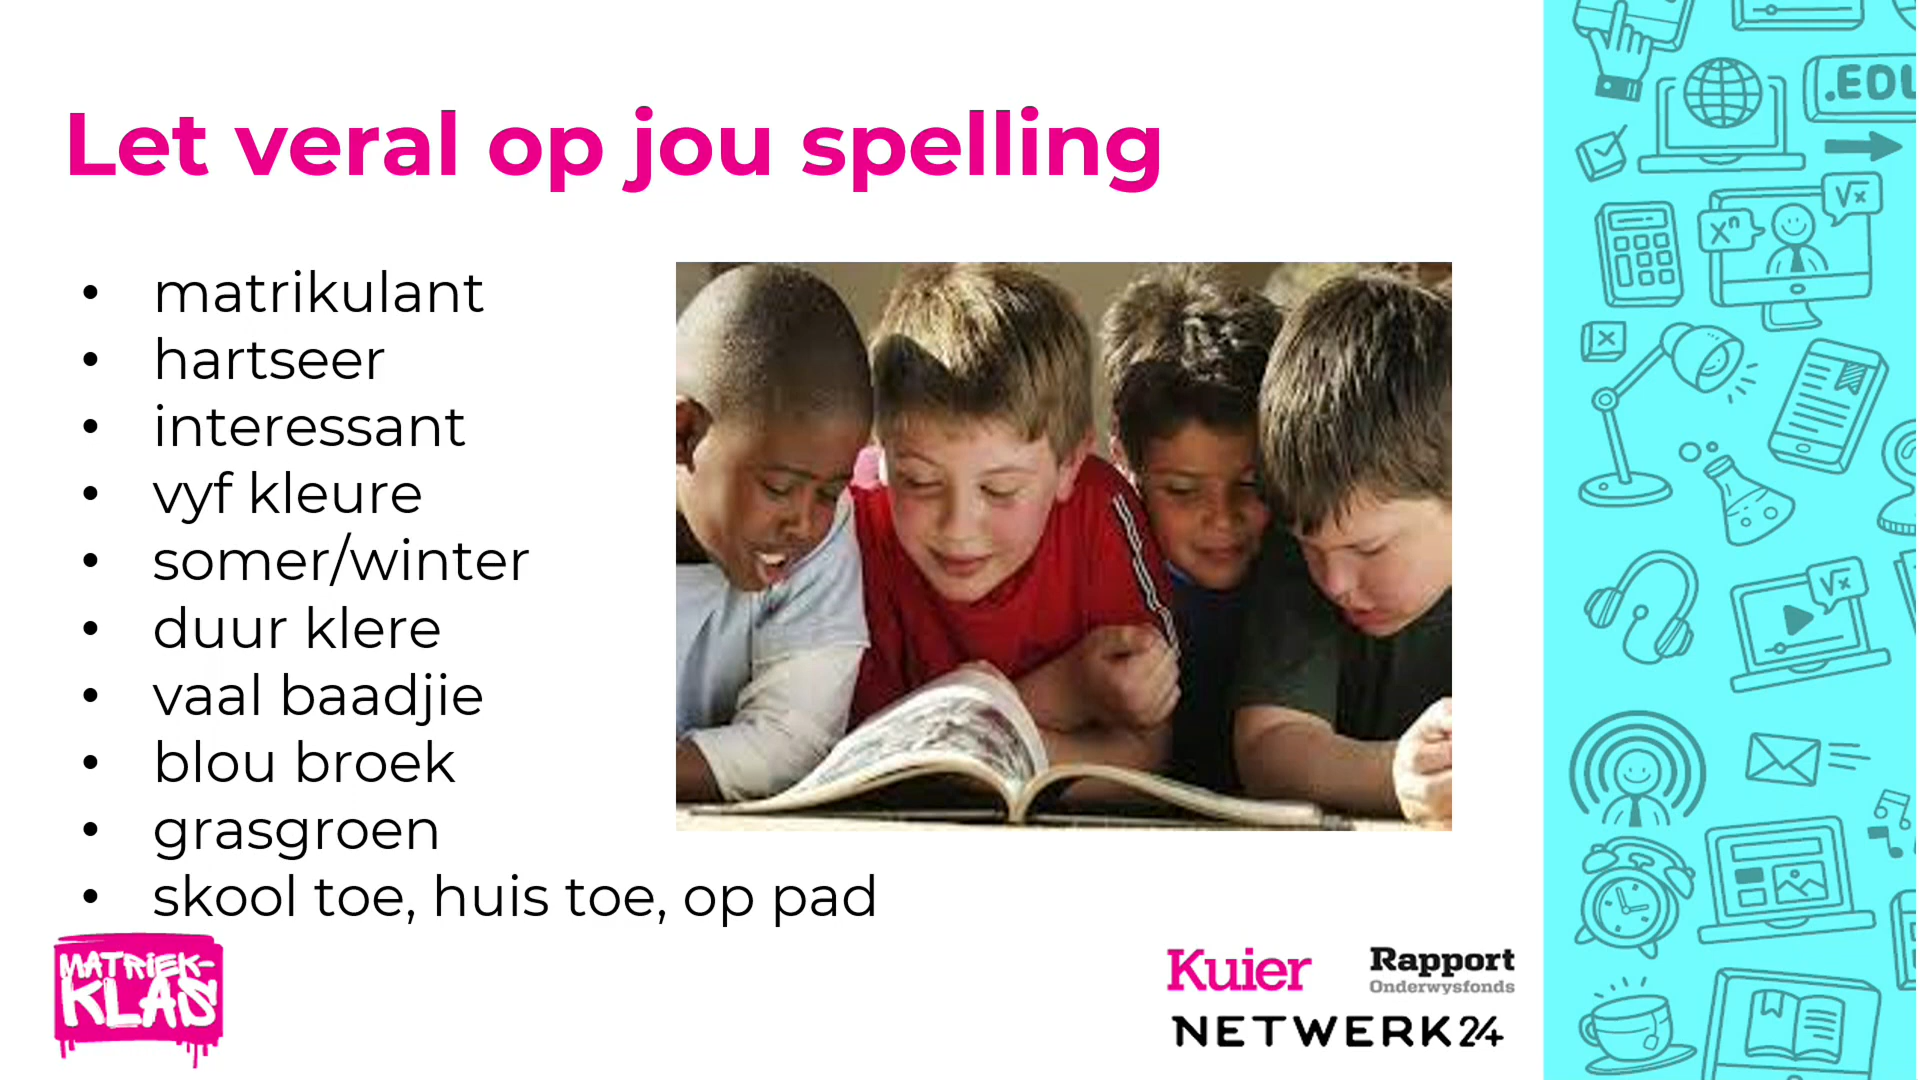 Let veral op jou spelling
• matrikulant
• hartseer
• interessant
• vyf kleure
• somer/winter
• duur klere
• vaal baadjie
• blou broek
• grasgroen
• skool toe, huis toe, op pad
MATRIEK-
KLAS
Kuier
Rapport
Onderwysfonds
NETWERK24
.EDU
√x
xⁿ
√x